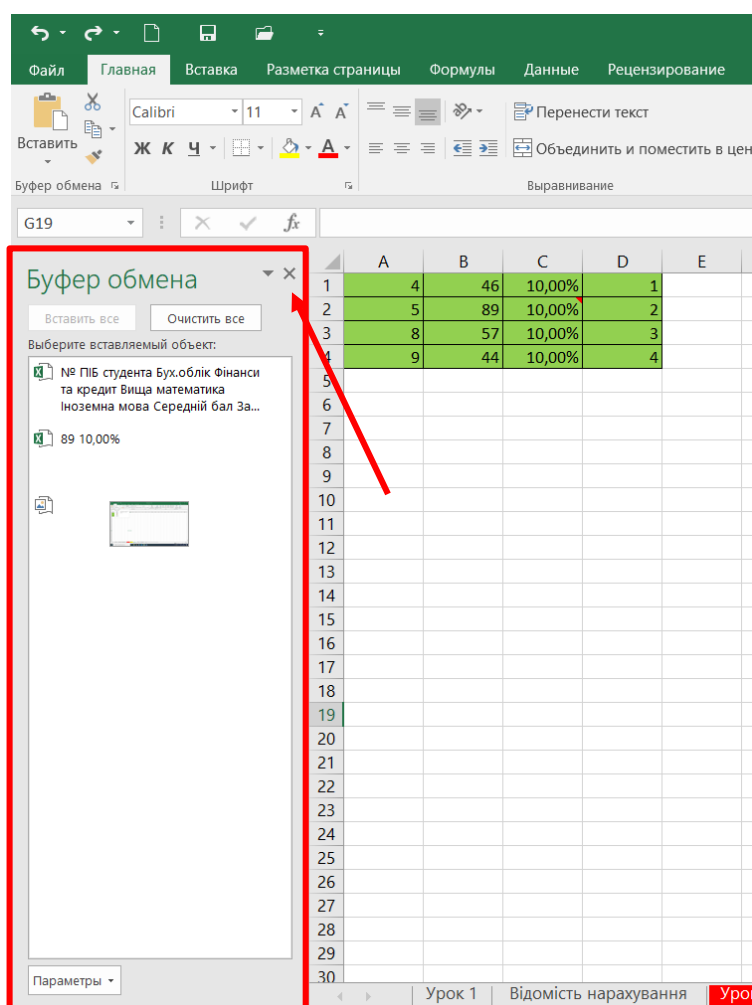 Файл Главная Вставка Разметка страницы Формулы Данные Рецензирование
Calibri 11 Перенести текст
Вставить Ж К Ч А Объединить и поместить в цен
Буфер обмена Шрифт Выравнивание
G19 fx
Буфер обмена
Вставить все Очистить все
Выберите вставляемый объект:
№ ПІБ студента Бух.облік Фінанси
та кредит Вища математика
Іноземна мова Середній бал За...
89 10,00%
Параметры
A B C D E
1 4 46 10,00% 1
2 5 89 10,00% 2
3 8 57 10,00% 3
4 9 44 10,00% 4
5
6
7
8
9
10
11
12
13
14
15
16
17
18
19
20
21
22
23
24
25
26
27
28
29
30
Урок 1 Відомість нарахування Уро